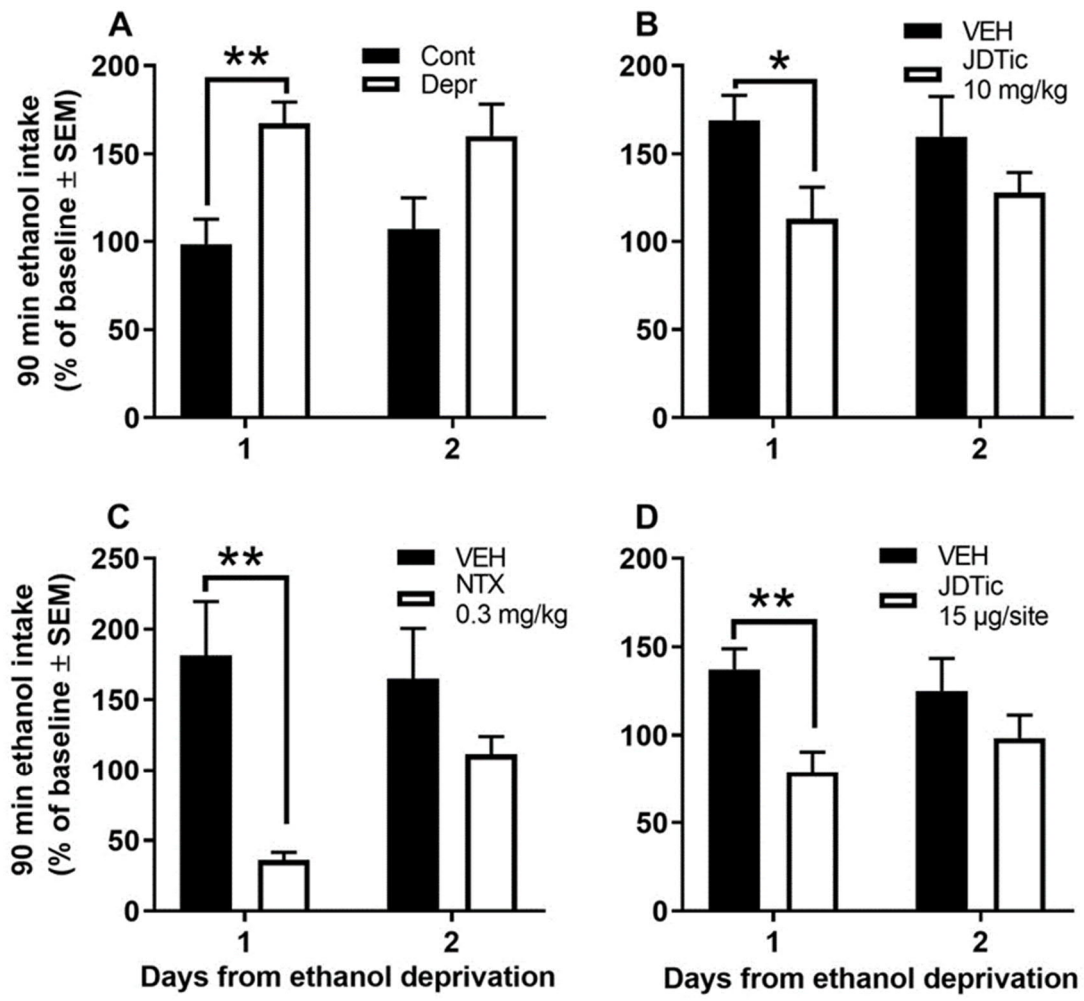 A
90 min ethanol intake
(% of baseline ± SEM)
200
150
100
50
0
**
Cont
Depr
1
2
B
200
150
100
50
0
*
VEH
JDTic
10 mg/kg
1
2
C
90 min ethanol intake
(% of baseline ± SEM)
250
200
150
100
50
0
**
VEH
NTX
0.3 mg/kg
1
2
Days from ethanol deprivation
D
200
150
100
50
0
**
VEH
JDTic
15 µg/site
1
2
Days from ethanol deprivation